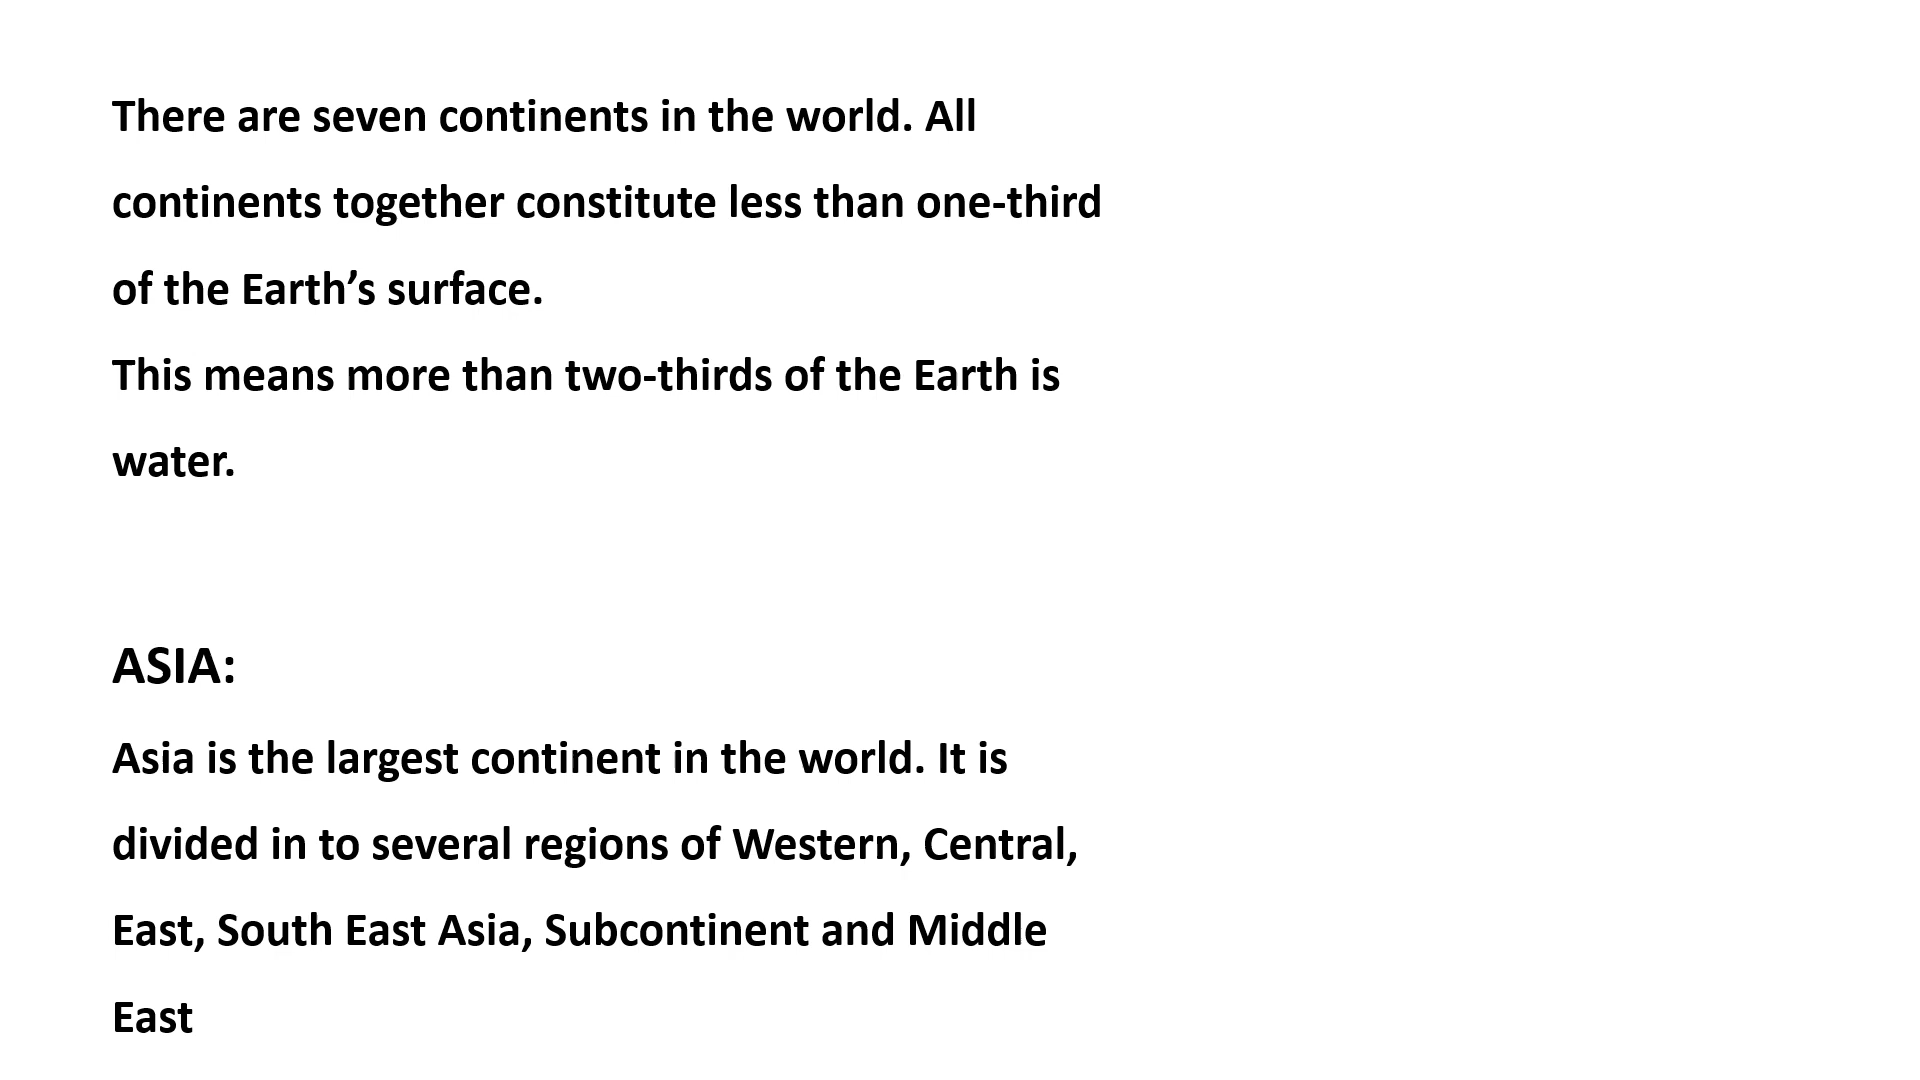 There are seven continents in the world. All
continents together constitute less than one-third
of the Earth’s surface.
This means more than two-thirds of the Earth is
water.
ASIA:
Asia is the largest continent in the world. It is
divided in to several regions of Western, Central,
East, South East Asia, Subcontinent and Middle
East